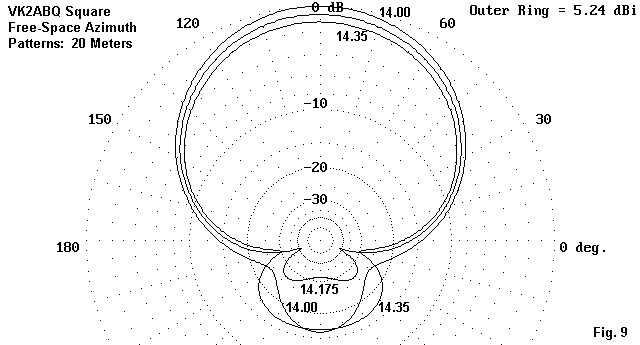 VK2ABQ Square
Free-Space Azimuth
Patterns: 20 Meters
0 dB
14.00
14.35
Outer Ring = 5.24 dBi
120
60
-10
150
30
-20
-30
180
0 deg.
14.175
14.00
14.35
Fig. 9